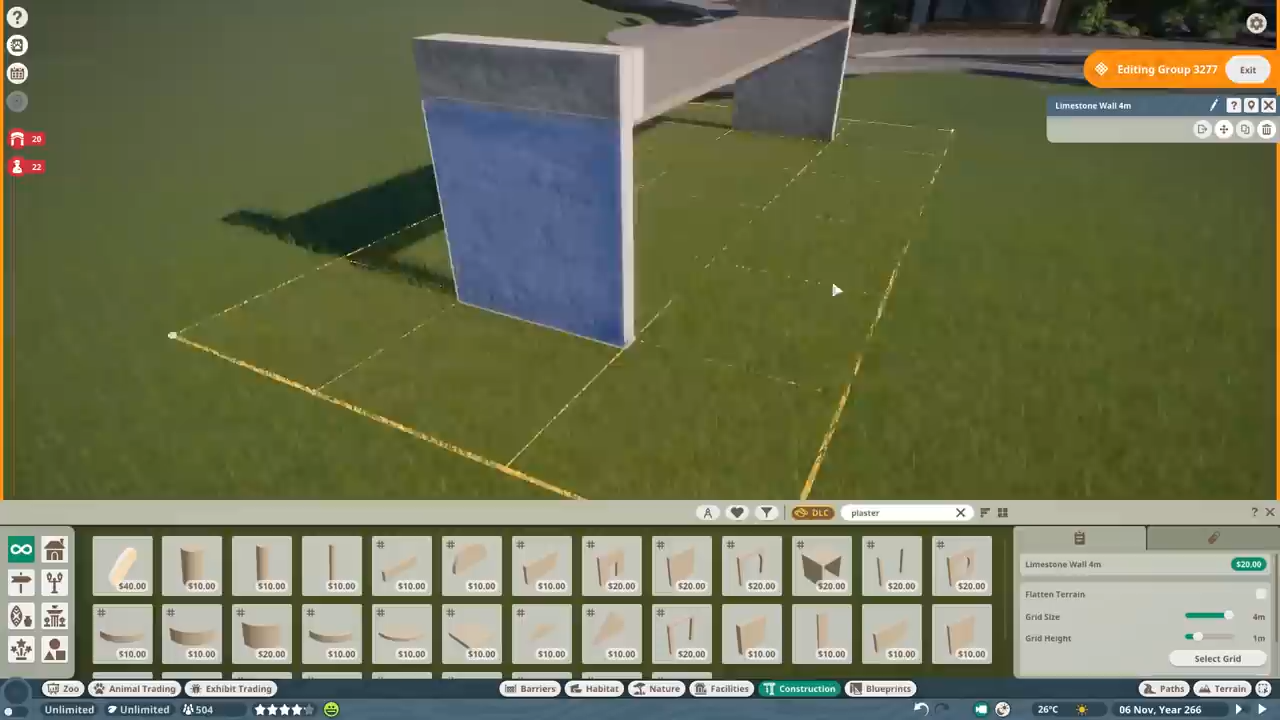 ?
Editing Group 3277
Exit
Limestone Wall 4m
?
20
22
DLC
plaster
?
$40.00
$10.00
$10.00
$10.00
$10.00
$10.00
$10.00
$20.00
$20.00
$20.00
$20.00
$20.00
$20.00
$10.00
$10.00
$20.00
$10.00
$10.00
$10.00
$10.00
$10.00
$20.00
$10.00
$10.00
$10.00
$10.00
Limestone Wall 4m
$20.00
Flatten Terrain
Grid Size
4m
Grid Height
1m
Select Grid
Zoo
Animal Trading
Exhibit Trading
Barriers
Habitat
Nature
Facilities
Construction
Blueprints
Paths
Terrain
Unlimited
Unlimited
504
26°C
06 Nov, Year 266